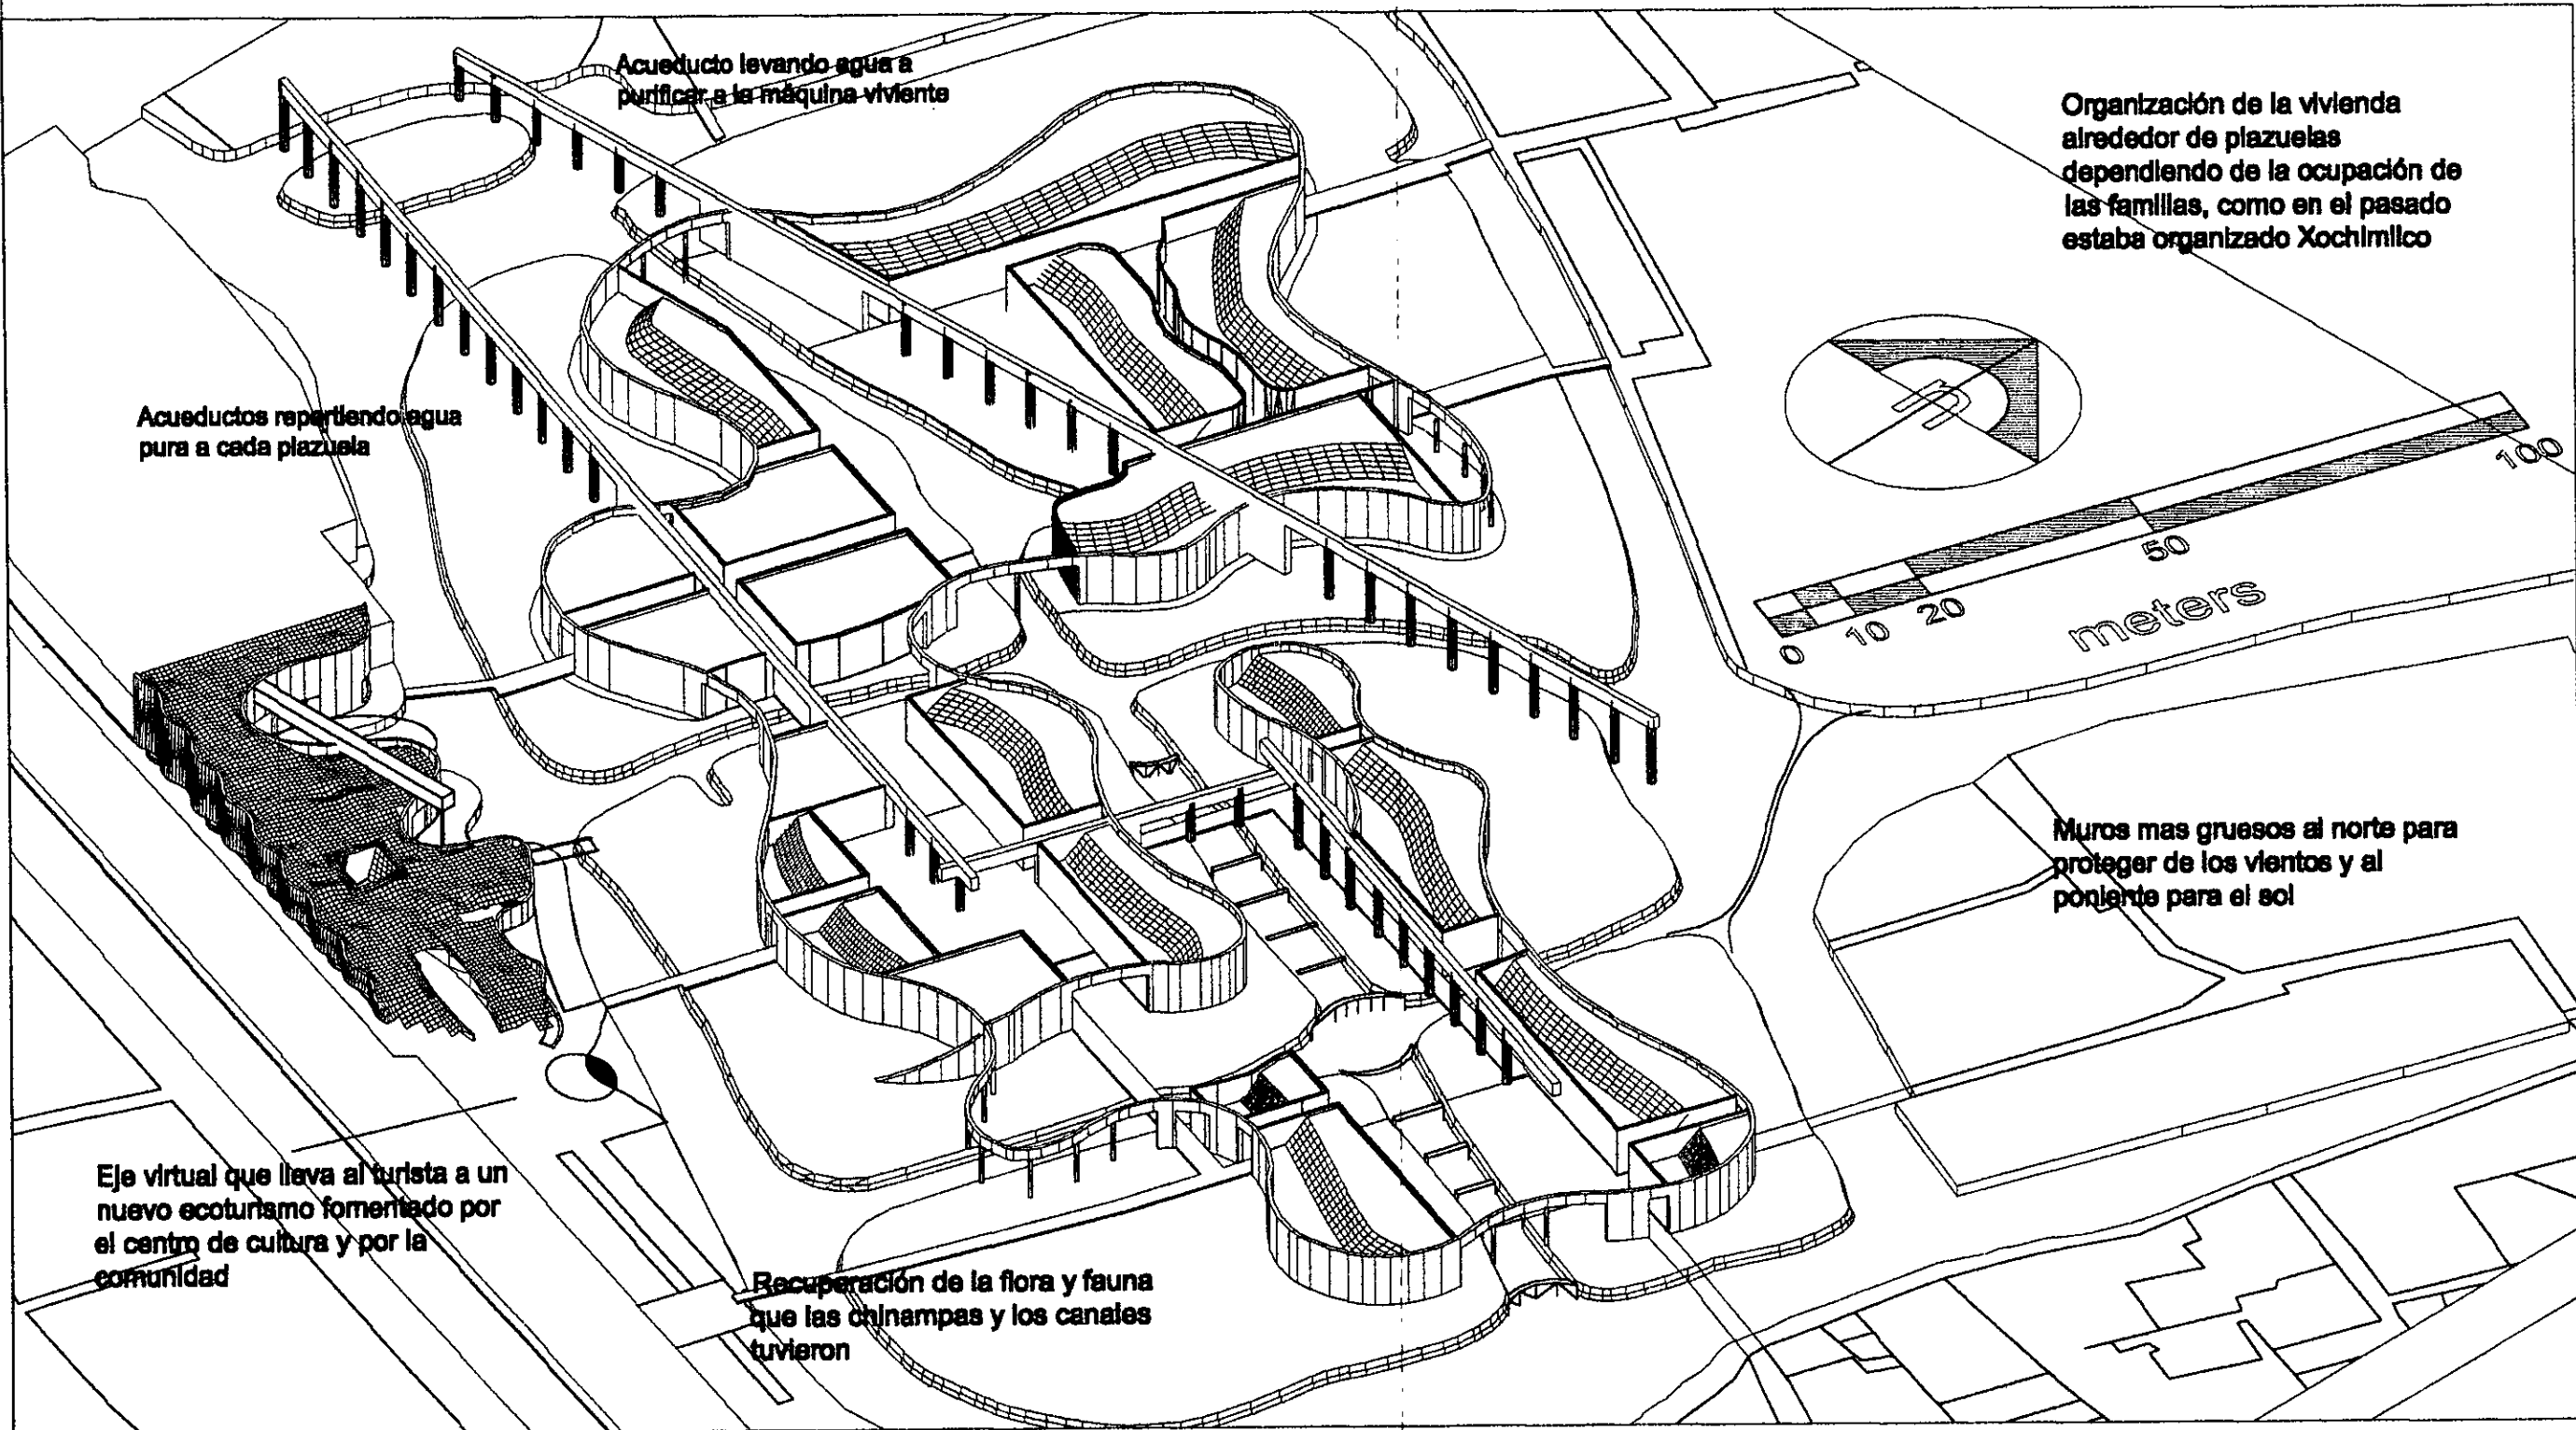 Acueducto levando agua a
purificar a la máquina viviente
Organización de la vivienda
alrededor de plazuelas
dependiendo de la ocupación de
las familias, como en el pasado
estaba organizado Xochimilco
Acueductos repartiendo agua
pura a cada plazuela
n
0 10 20 50 100
meters
Muros mas gruesos al norte para
proteger de los vientos y al
poniente para el sol
Eje virtual que lleva al turista a un
nuevo ecoturismo fomentado por
el centro de cultura y por la
comunidad
Recuperación de la flora y fauna
que las chinampas y los canales
tuvieron